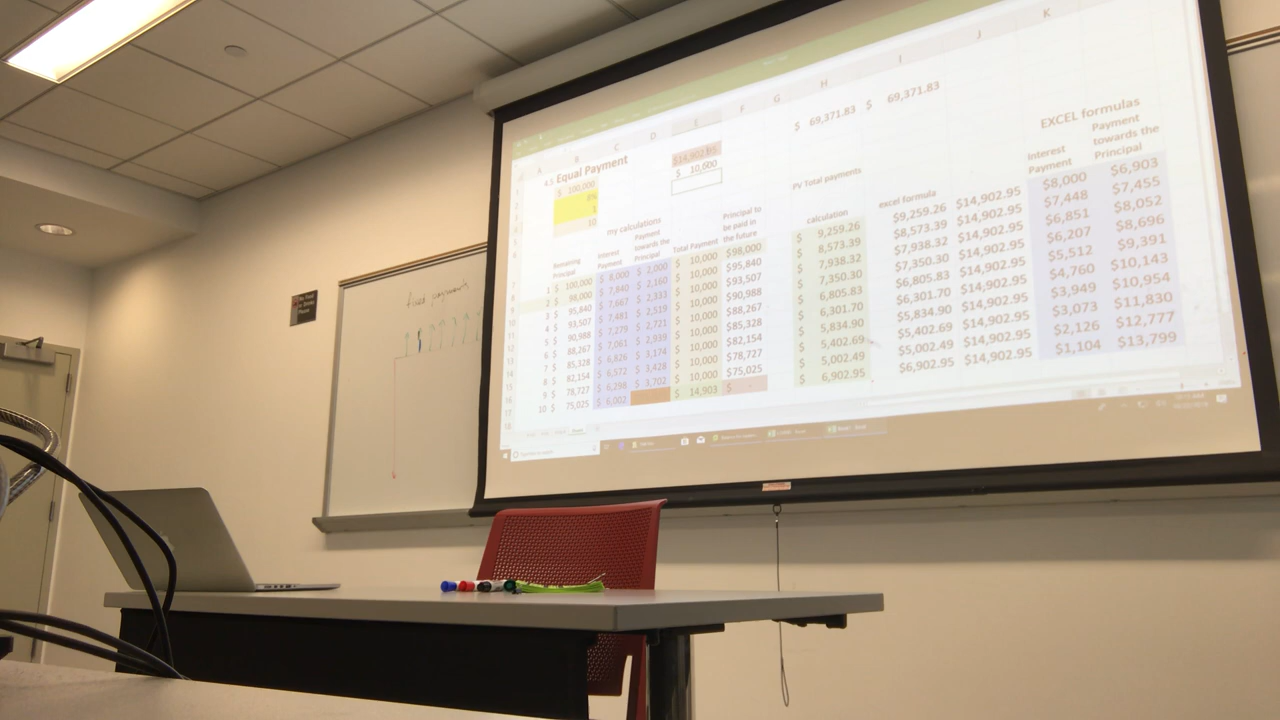 A B C D E F G H I J K
4.5 Equal Payment
$ 100,000
8%
1
10
$14,902.95
$ 10,600
$ 69,371.83 $ 69,371.83
EXCEL formulas
my calculations
PV Total payments
Remaining Principal Interest Payment Payment towards the Principal Total Payment Principal to be paid in the future calculation excel formula Interest Payment Payment towards the Principal
1 $ 100,000 $ 8,000 $ 2,000 $ 10,000 $98,000 $ 9,259.26 $9,259.26 $14,902.95 $8,000 $6,903
2 $ 98,000 $ 7,840 $ 2,160 $ 10,000 $95,840 $ 8,573.39 $8,573.39 $14,902.95 $7,448 $7,455
3 $ 95,840 $ 7,667 $ 2,333 $ 10,000 $93,507 $ 7,938.32 $7,938.32 $14,902.95 $6,851 $8,052
4 $ 93,507 $ 7,481 $ 2,519 $ 10,000 $90,988 $ 7,350.30 $7,350.30 $14,902.95 $6,207 $8,696
5 $ 90,988 $ 7,279 $ 2,721 $ 10,000 $88,267 $ 6,805.83 $6,805.83 $14,902.95 $5,512 $9,391
6 $ 88,267 $ 7,061 $ 2,939 $ 10,000 $85,328 $ 6,301.70 $6,301.70 $14,902.95 $4,760 $10,143
7 $ 85,328 $ 6,826 $ 3,174 $ 10,000 $82,154 $ 5,834.90 $5,834.90 $14,902.95 $3,949 $10,954
8 $ 82,154 $ 6,572 $ 3,428 $ 10,000 $78,727 $ 5,402.69 $5,402.69 $14,902.95 $3,073 $11,830
9 $ 78,727 $ 6,298 $ 3,702 $ 10,000 $75,025 $ 5,002.49 $5,002.49 $14,902.95 $2,126 $12,777
10 $ 75,025 $ 6,002 $ 14,903 $ - $ 6,902.95 $6,902.95 $14,902.95 $1,104 $13,799
fixed payments
No Food or Drinks Please